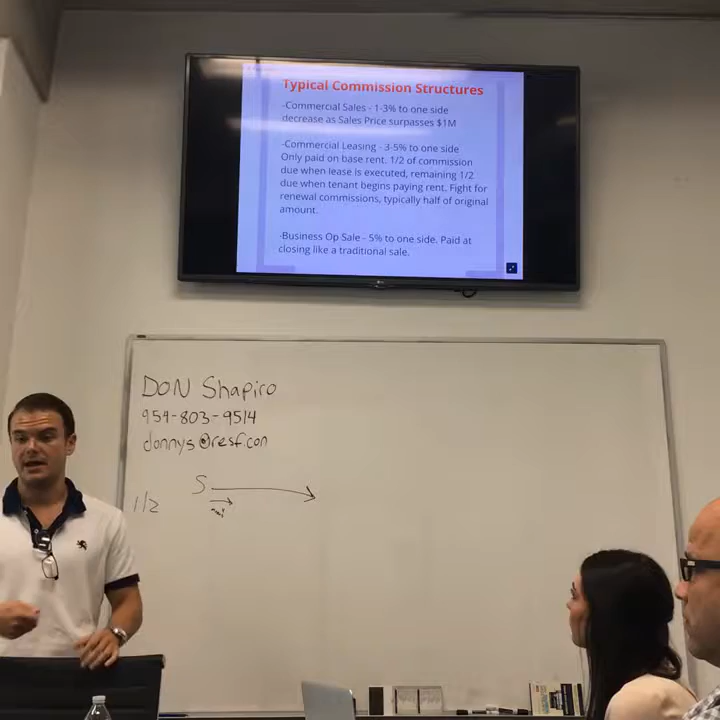 Typical Commission Structures
-Commercial Sales - 1-3% to one side
decrease as Sales Price surpasses $1M
-Commercial Leasing - 3-5% to one side
Only paid on base rent. 1/2 of commission
due when lease is executed, remaining 1/2
due when tenant begins paying rent. Fight for
renewal commissions, typically half of original
amount.
-Business Op Sale - 5% to one side. Paid at
closing like a traditional sale.
DON Shapiro
959-803-9514
donnys@resf.com
S
1/2